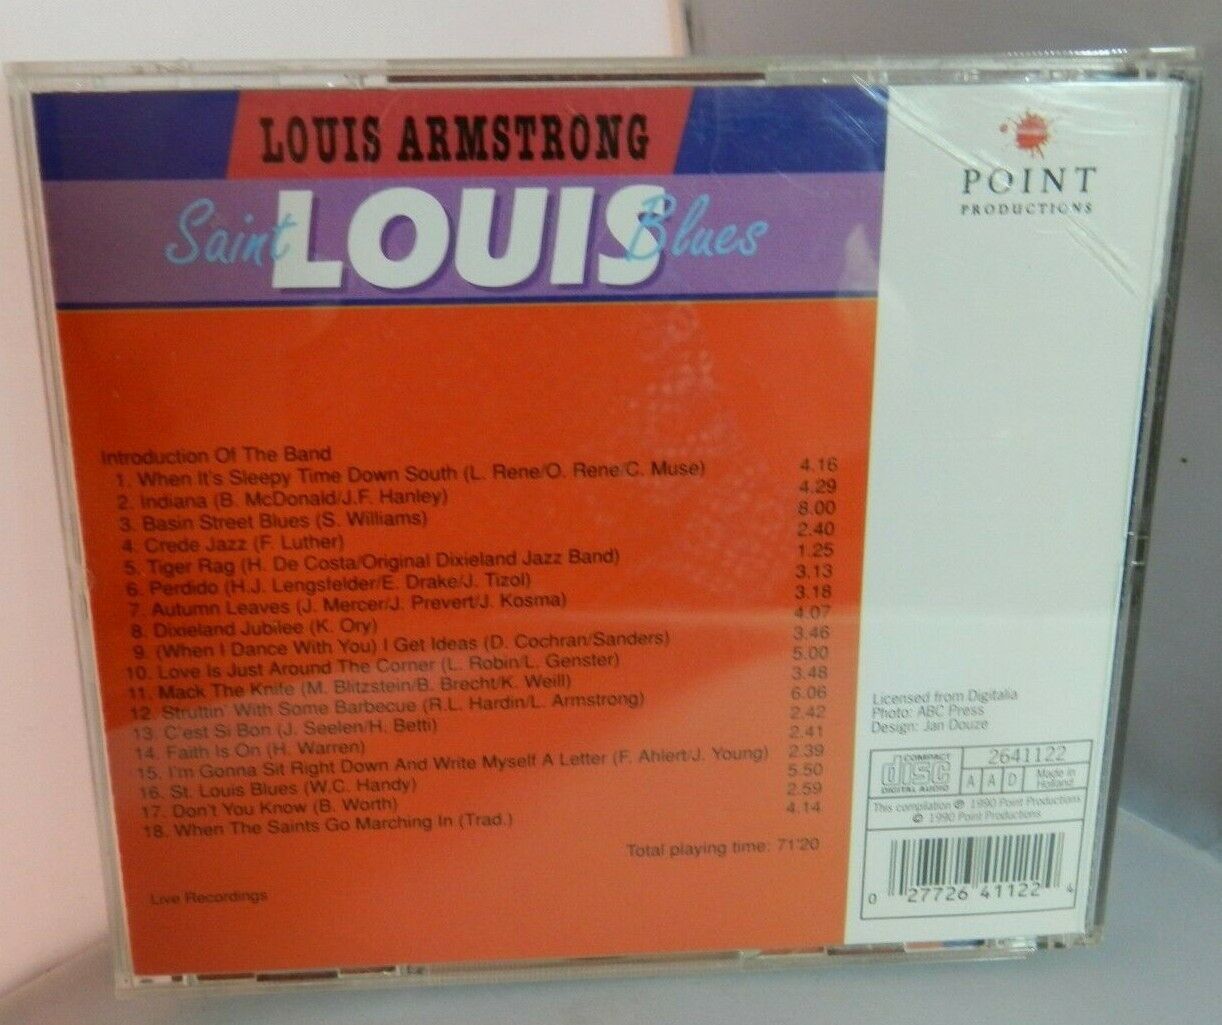 LOUIS ARMSTRONG
Saint LOUIS Blues
Introduction Of The Band
1. When It's Sleepy Time Down South (L. Rene/O. Rene/C. Muse) 4.16
2. Indiana (B. McDonald/J.F. Hanley) 4.29
3. Basin Street Blues (S. Williams) 8.00
4. Crede Jazz (F. Luther) 2.40
5. Tiger Rag (H. De Costa/Original Dixieland Jazz Band) 1.25
6. Perdido (H.J. Lengsfelder/E. Drake/J. Tizol) 3.13
7. Autumn Leaves (J. Mercer/J. Prevert/J. Kosma) 3.18
8. Dixieland Jubilee (K. Ory) 4.07
9. (When I Dance With You) I Get Ideas (D. Cochran/Sanders) 3.46
10. Love Is Just Around The Corner (L. Robin/L. Genster) 5.00
11. Mack The Knife (M. Blitzstein/B. Brecht/K. Weill) 3.48
12. Struttin' With Some Barbecue (R.L. Hardin/L. Armstrong) 6.06
13. C'est Si Bon (J. Seelen/H. Betti) 2.42
14. Faith Is On (H. Warren) 2.41
15. I'm Gonna Sit Right Down And Write Myself A Letter (F. Ahlert/J. Young) 2.39
16. St. Louis Blues (W.C. Handy) 5.50
17. Don't You Know (B. Worth) 2.59
18. When The Saints Go Marching In (Trad.) 4.14
Total playing time: 71'20
Live Recordings
POINT
PRODUCTIONS
Licensed from Digitalia
Photo: ABC Press
Design: Jan Douze
COMPACT
disc
DIGITAL AUDIO
2641122
A A D
Made in
Holland
This compilation ℗ 1990 Point Productions
© 1990 Point Productions
0 27726 41122 4